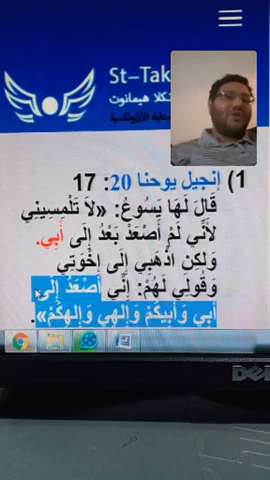 St-Tak
تكلا هيمانوت
1) إنجيل يوحنا 20: 17
قَالَ لَهَا يَسُوعُ: «لاَ تَلْمِسِينِي
لأَنِّي لَمْ أَصْعَدْ بَعْدُ إِلَى أَبِي.
وَلكِنِ اذْهَبِي إِلَى إِخْوَتِي
وَقُولِي لَهُمْ: إِنِّي أَصْعَدُ إِلَى
أَبِي وَأَبِيكُمْ وَإِلهِي وَإِلهِكُمْ».
DELL